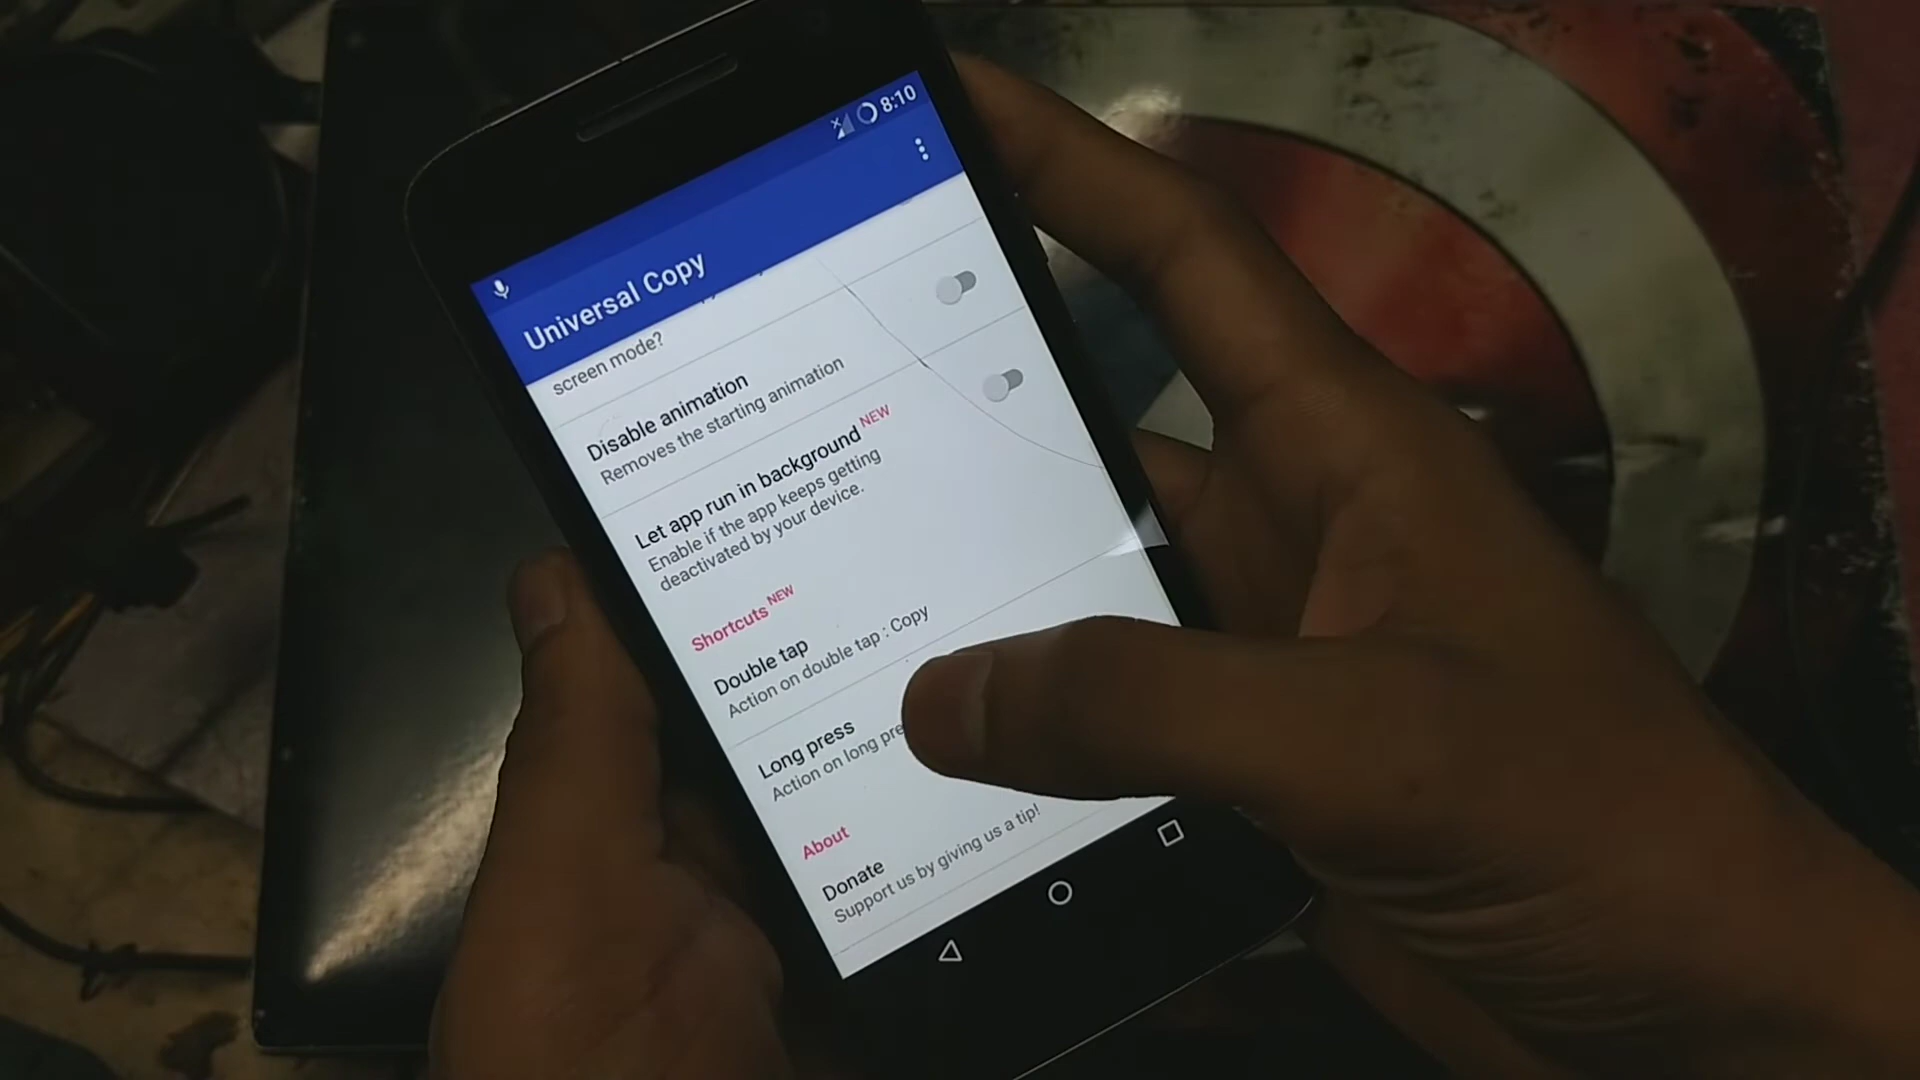 8:10
Universal Copy
screen mode?
Disable animation
Removes the starting animation
Let app run in background NEW
Enable if the app keeps getting
deactivated by your device.
Shortcuts NEW
Double tap
Action on double tap : Copy
Long press
Action on long
About
Donate
Support us by giving us a tip!